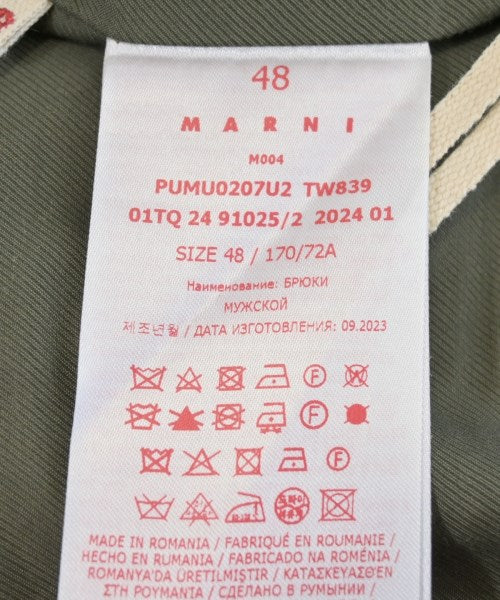 48
MARNI
M004
PUMU0207U2 TW839
01TQ 24 91025/2 2024 01
SIZE 48 / 170/72A
Наименование: БРЮКИ
МУЖСКОЙ
제조년월 / ДАТА ИЗГОТОВЛЕНИЯ: 09.2023
MADE IN ROMANIA / FABRIQUÉ EN ROUMANIE /
HECHO EN RUMANIA / FABRICADO NA ROMÉNIA /
ROMANYA'DA ÜRETILMIŞTIR / ΚΑΤΑΣΚΕΥΑΣΘΕΝ
ΣΤΗ ΡΟΥΜΑΝΙΑ / СДЕЛАНО В РУМЫНИИ /